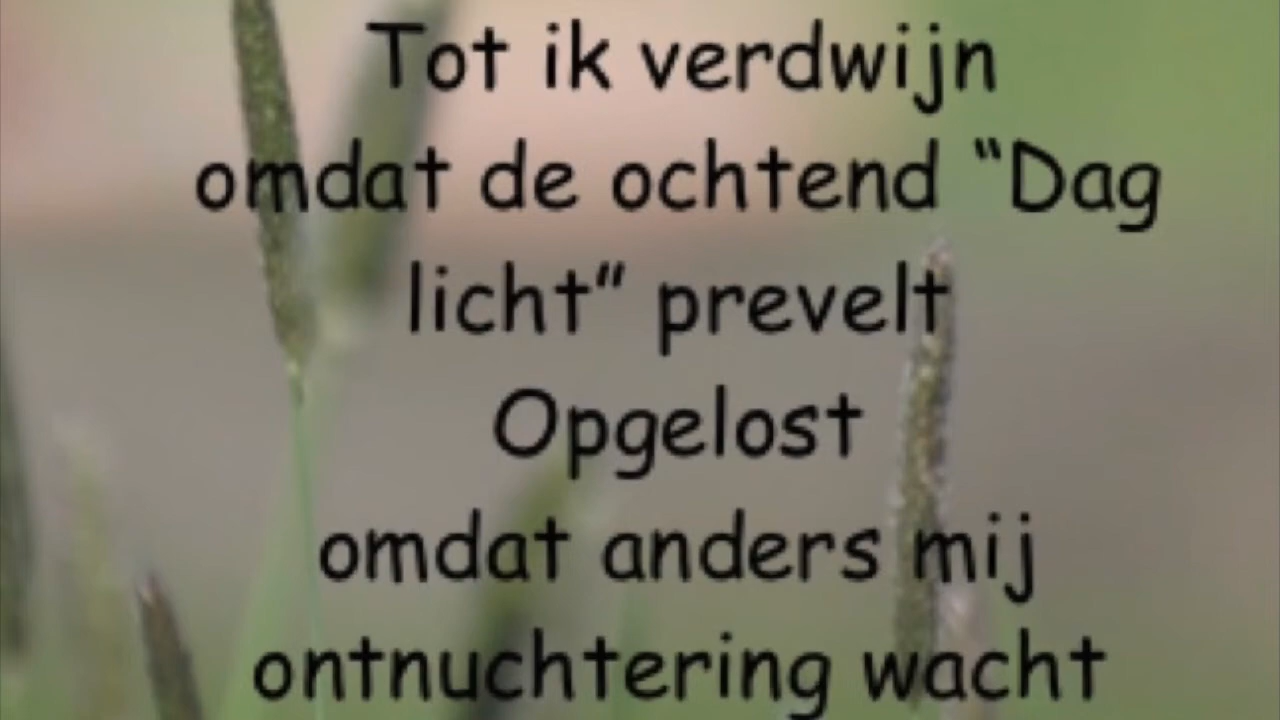 Tot ik verdwijn
omdat de ochtend “Dag
licht” prevelt
Opgelost
omdat anders mij
ontnuchtering wacht